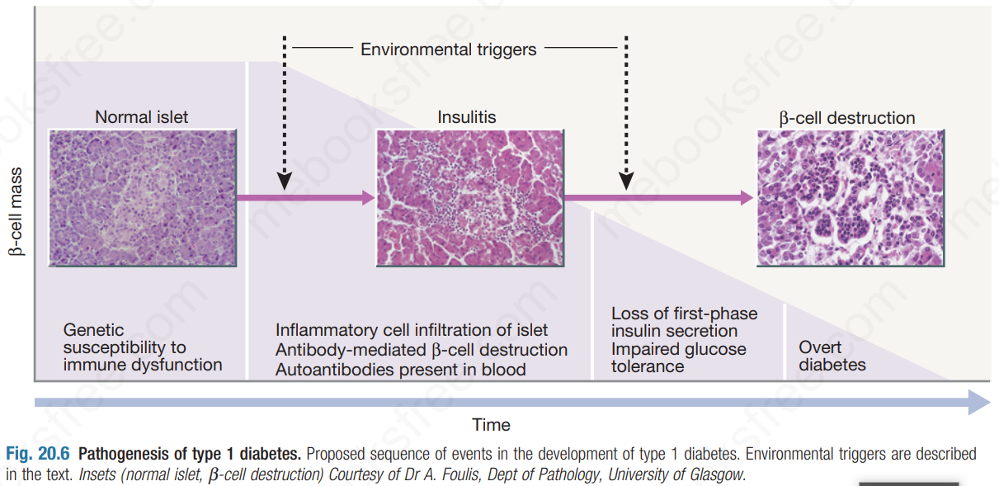 Environmental triggers
Normal islet
Insulitis
β-cell destruction
β-cell mass
Genetic
susceptibility to
immune dysfunction
Inflammatory cell infiltration of islet
Antibody-mediated β-cell destruction
Autoantibodies present in blood
Loss of first-phase
insulin secretion
Impaired glucose
tolerance
Overt
diabetes
Time
Fig. 20.6 Pathogenesis of type 1 diabetes. Proposed sequence of events in the development of type 1 diabetes. Environmental triggers are described
in the text. Insets (normal islet, β-cell destruction) Courtesy of Dr A. Foulis, Dept of Pathology, University of Glasgow.
mebooksfree.com